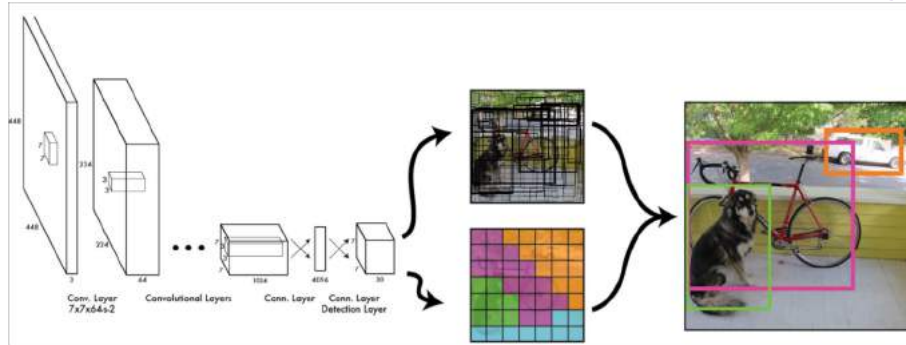 448
448
7
7
3
224
224
3
3
64
7
7
1024
4096
7
7
30
Conv. Layer
7x7x64-s-2
Convolutional Layers
Conn. Layer
Conn. Layer
Detection Layer